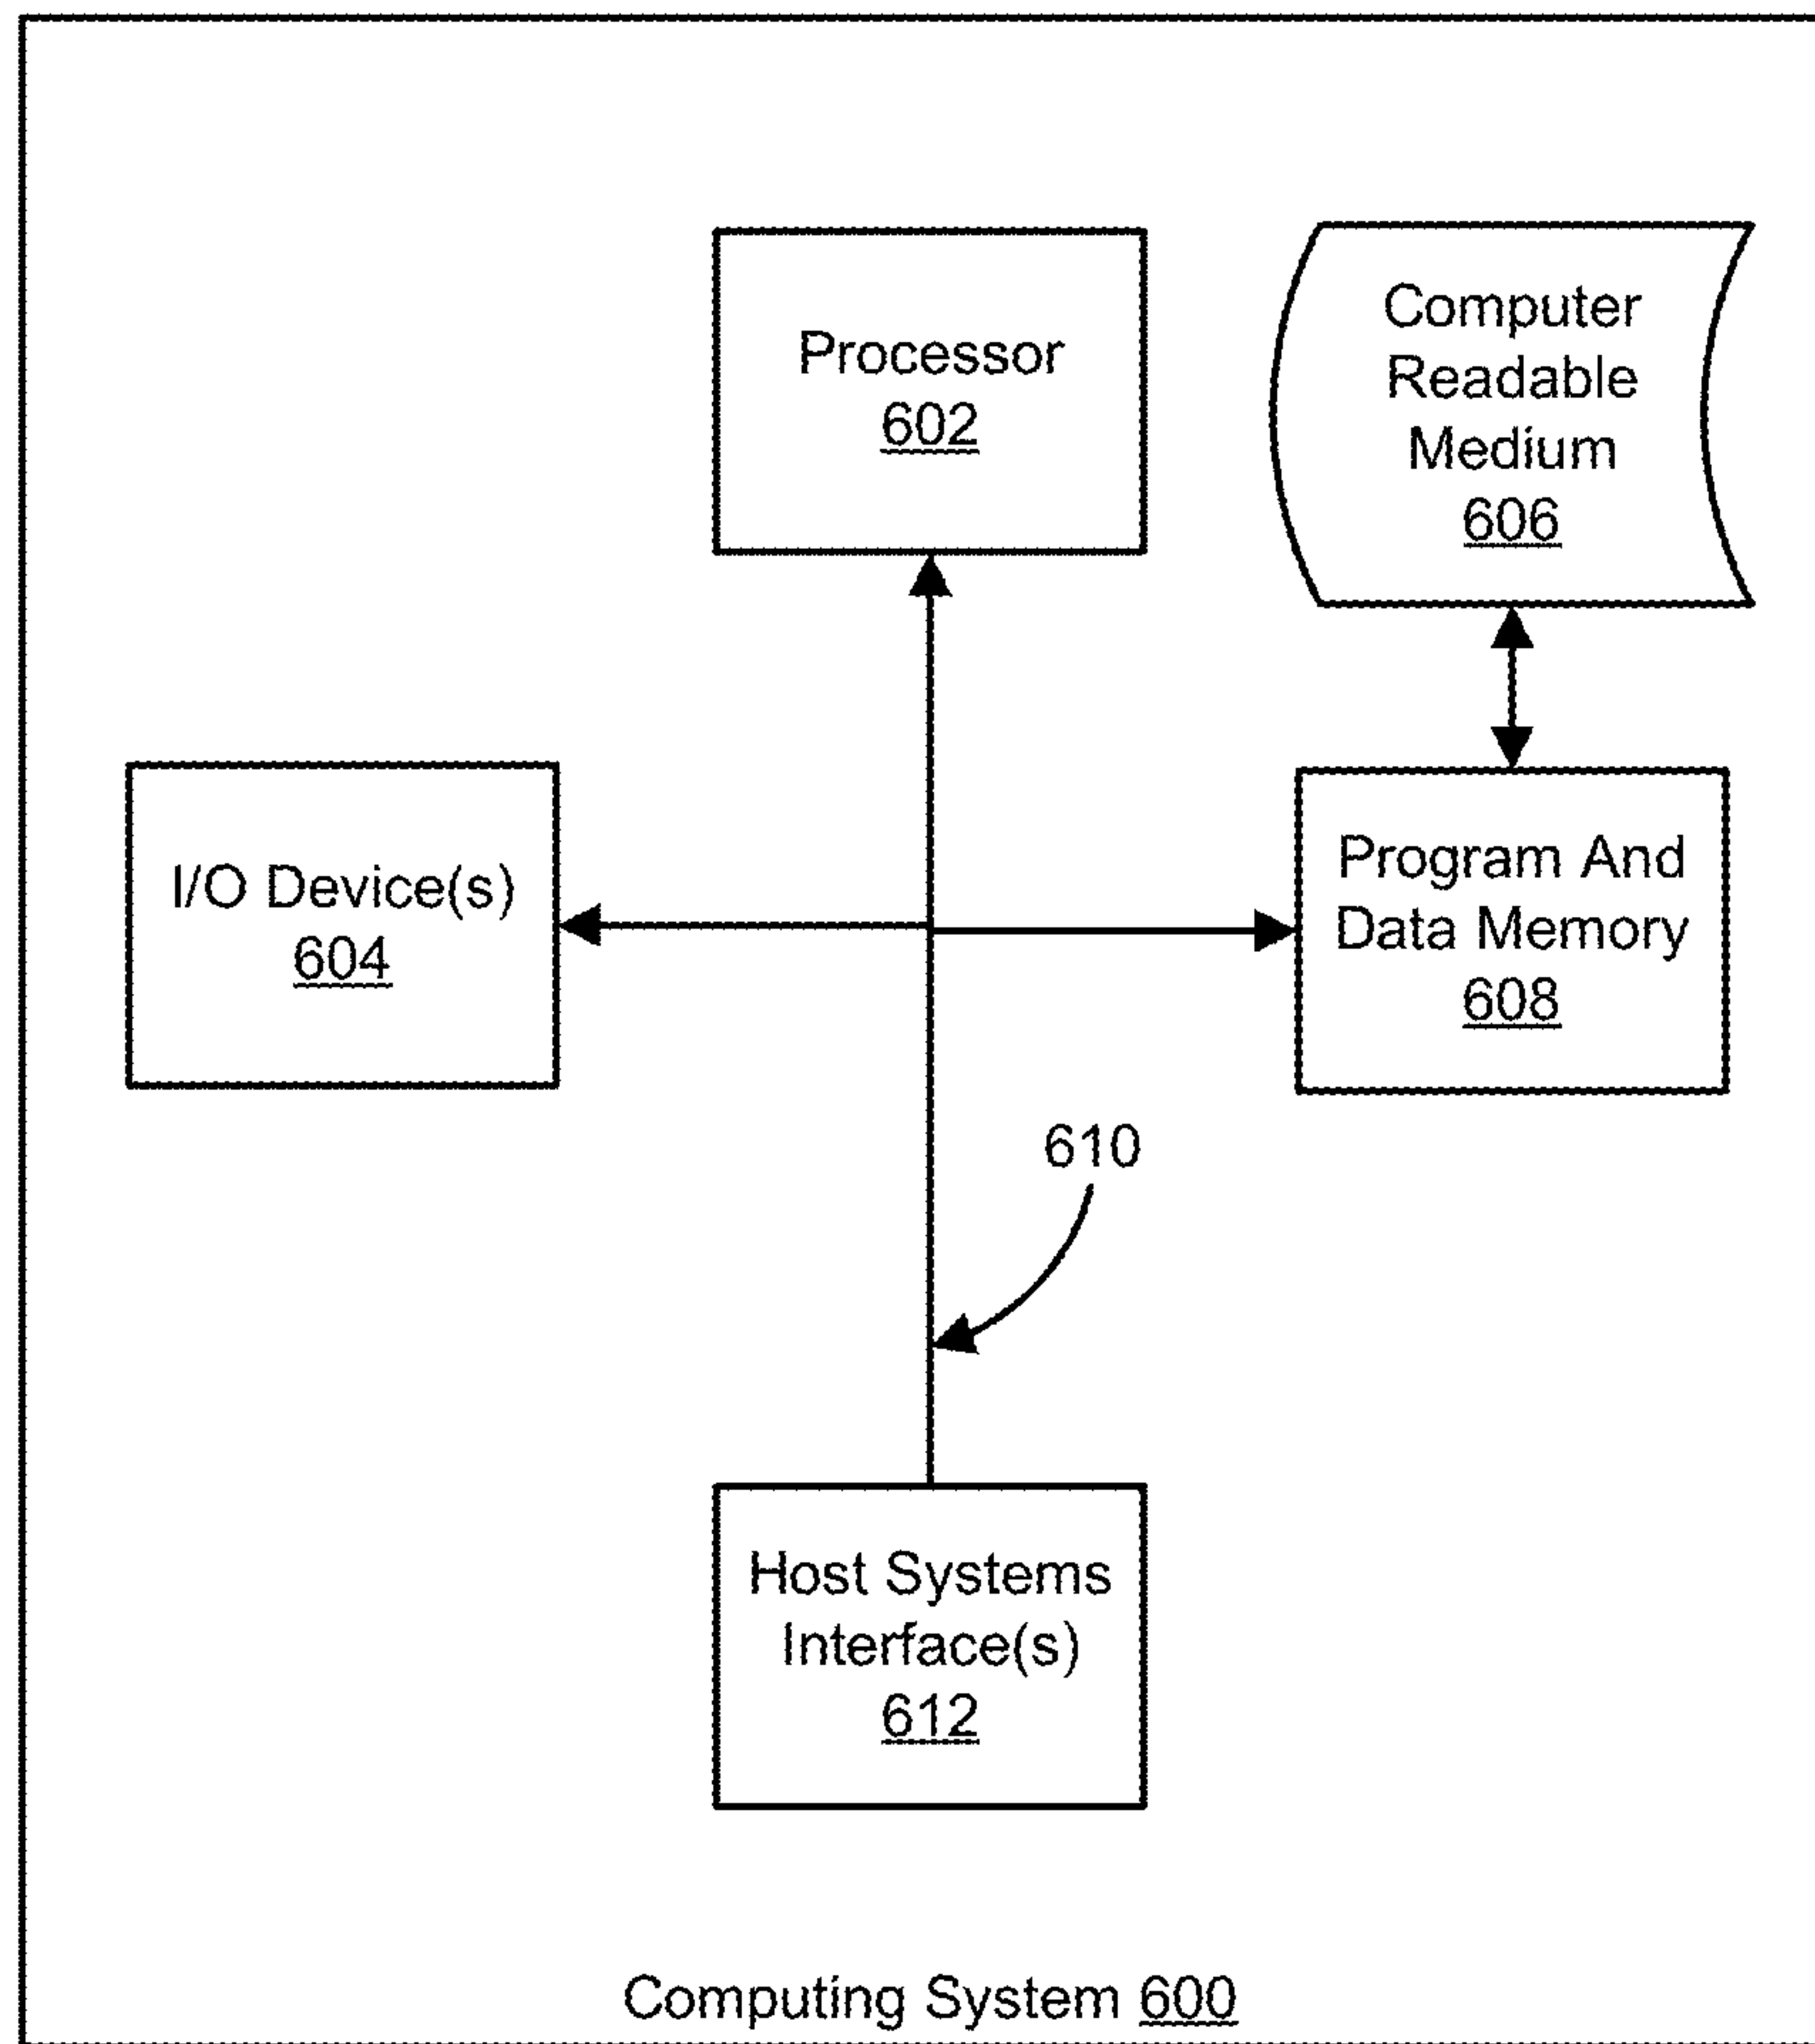 Processor
602
Computer
Readable
Medium
606
I/O Device(s)
604
Program And
Data Memory
608
610
Host Systems
Interface(s)
612
Computing System 600